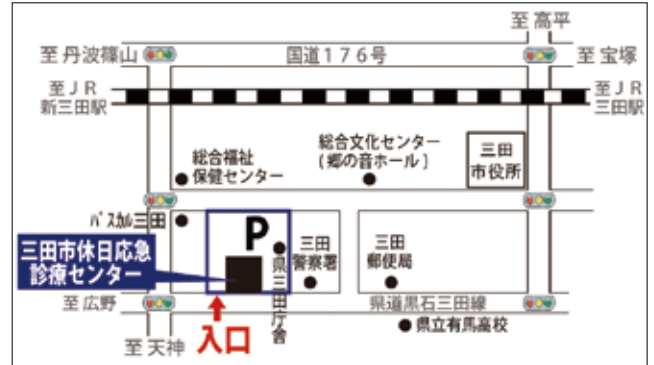 至 高平
至 丹波篠山
国道176号
至 宝塚
至JR
新三田駅
至JR
三田駅
総合福祉
保健センター
総合文化センター
(郷の音ホール)
三田
市役所
パスカル三田
P
三田市休日応急
診療センター
県三田庁舎
三田
警察署
三田
郵便局
至 広野
県道黒石三田線
入口
県立有馬高校
至 天神